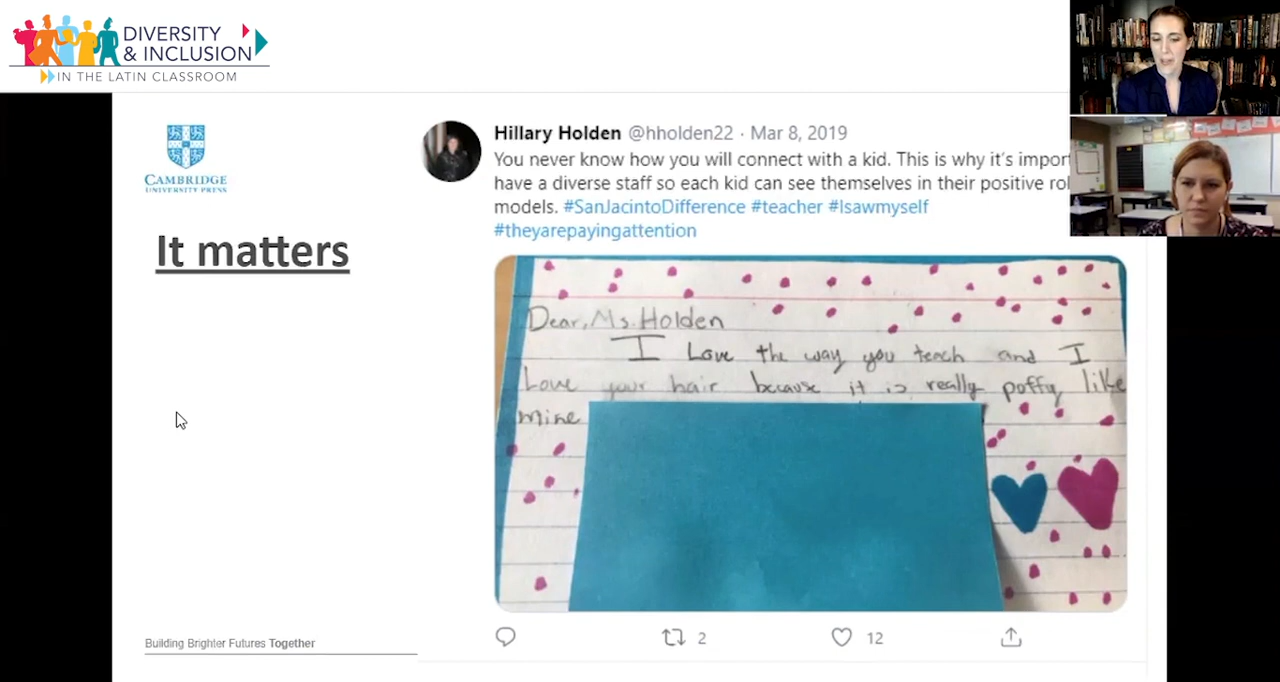 DIVERSITY
& INCLUSION
IN THE LATIN CLASSROOM
CAMBRIDGE
UNIVERSITY PRESS
It matters
Hillary Holden @hholden22 · Mar 8, 2019
You never know how you will connect with a kid. This is why it's impor
have a diverse staff so each kid can see themselves in their positive rol
models. #SanJacintoDifference #teacher #Isawmyself
#theyarepayingattention
Dear, Ms. Holden
I Love the way you teach and I
Love your hair because it is really poffy like
mine
2
12
Building Brighter Futures Together